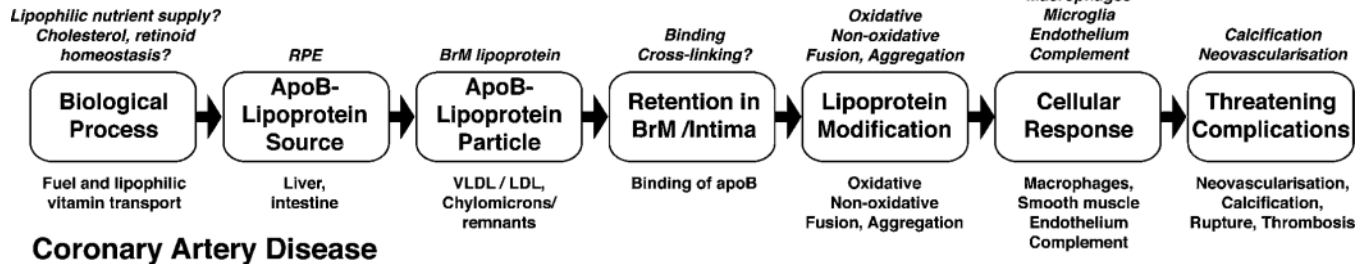 Lipophilic nutrient supply?
Cholesterol, retinoid
homeostasis?
RPE
BrM lipoprotein
Binding
Cross-linking?
Oxidative
Non-oxidative
Fusion, Aggregation
Macrophages
Microglia
Endothelium
Complement
Calcification
Neovascularisation
Biological
Process
ApoB-
Lipoprotein
Source
ApoB-
Lipoprotein
Particle
Retention in
BrM /Intima
Lipoprotein
Modification
Cellular
Response
Threatening
Complications
Fuel and lipophilic
vitamin transport
Liver,
intestine
VLDL / LDL,
Chylomicrons/
remnants
Binding of apoB
Oxidative
Non-oxidative
Fusion, Aggregation
Macrophages,
Smooth muscle
Endothelium
Complement
Neovascularisation,
Calcification,
Rupture, Thrombosis
Coronary Artery Disease